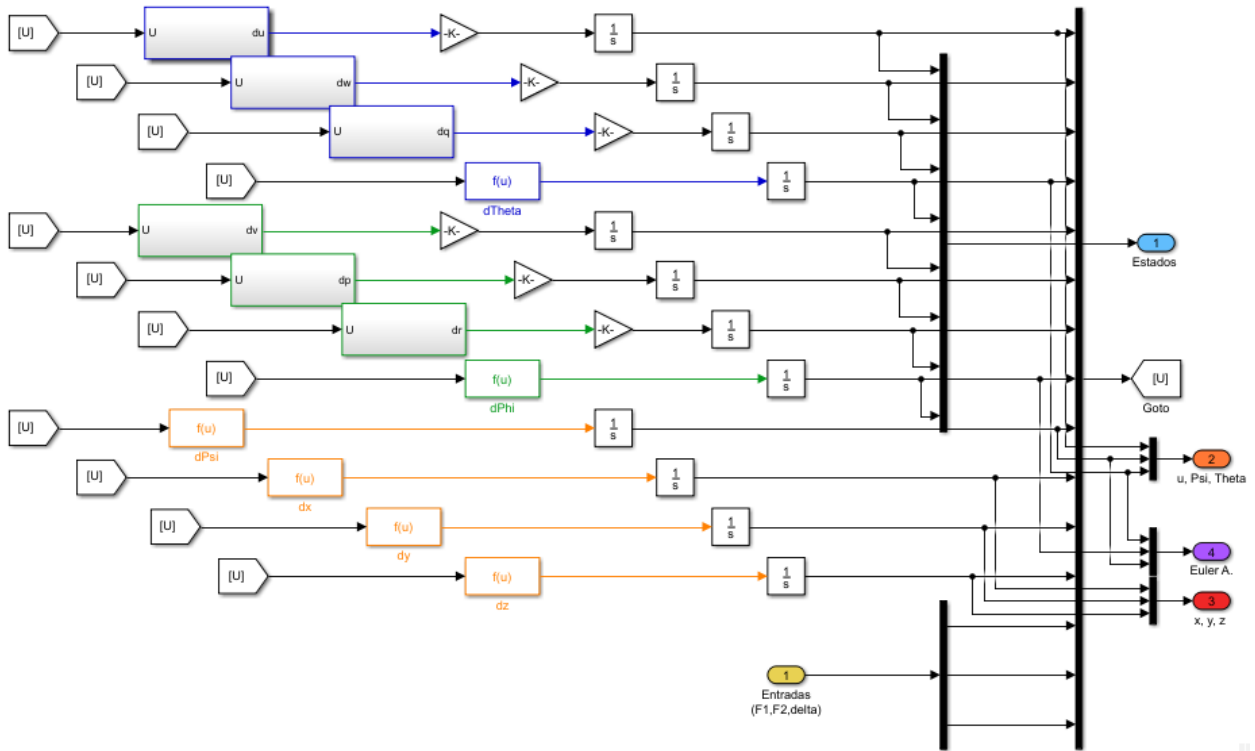 [U] U du -K- 1/s
[U] U dw -K- 1/s
[U] U dq -K- 1/s
[U] f(u) 1/s
dTheta
[U] U dv -K- 1/s
1
Estados
[U] U dp -K- 1/s
[U] U dr -K- 1/s
[U] f(u) 1/s [U]
dPhi Goto
[U] f(u) 1/s
dPsi
2
u, Psi, Theta
[U] f(u) 1/s
dx
[U] f(u) 1/s
dy
4
Euler A.
[U] f(u) 1/s
dz
3
x, y, z
1
Entradas
(F1,F2,delta)